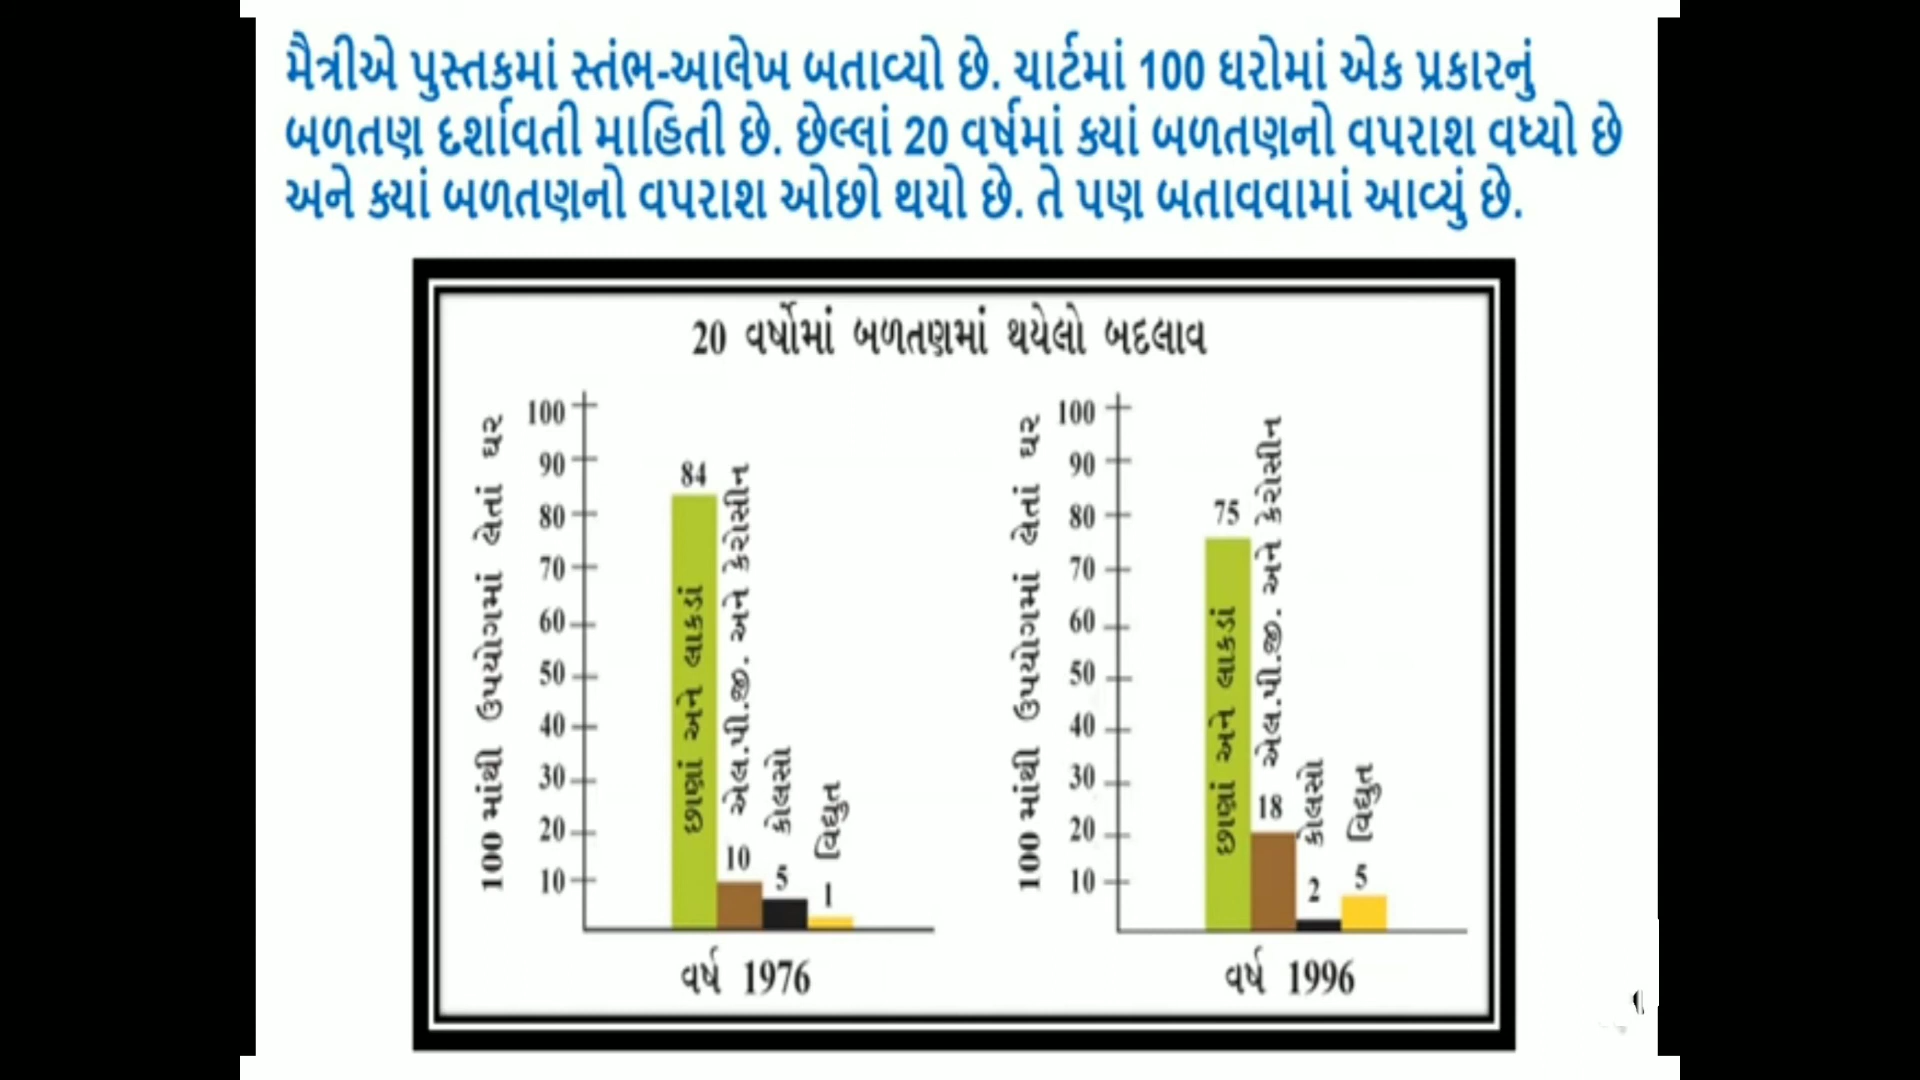 મૈત્રીએ પુસ્તકમાં સ્તંભ-આલેખ બતાવ્યો છે. ચાર્ટમાં 100 ઘરોમાં એક પ્રકારનું
બળતણ દર્શાવતી માહિતી છે. છેલ્લાં 20 વર્ષમાં ક્યાં બળતણનો વપરાશ વધ્યો છે
અને ક્યાં બળતણનો વપરાશ ઓછો થયો છે. તે પણ બતાવવામાં આવ્યું છે.
20 વર્ષોમાં બળતણમાં થયેલો બદલાવ
100 માંથી ઉપયોગમાં લેતાં ઘર
100
90
80
70
60
50
40
30
20
10
84
છાણાં અને લાકડાં
10
એલ.પી.જી. અને કેરોસીન
5
કોલસો
1
વિદ્યુત
વર્ષ 1976
100 માંથી ઉપયોગમાં લેતાં ઘર
100
90
80
70
60
50
40
30
20
10
75
છાણાં અને લાકડાં
18
એલ.પી.જી. અને કેરોસીન
2
કોલસો
5
વિદ્યુત
વર્ષ 1996